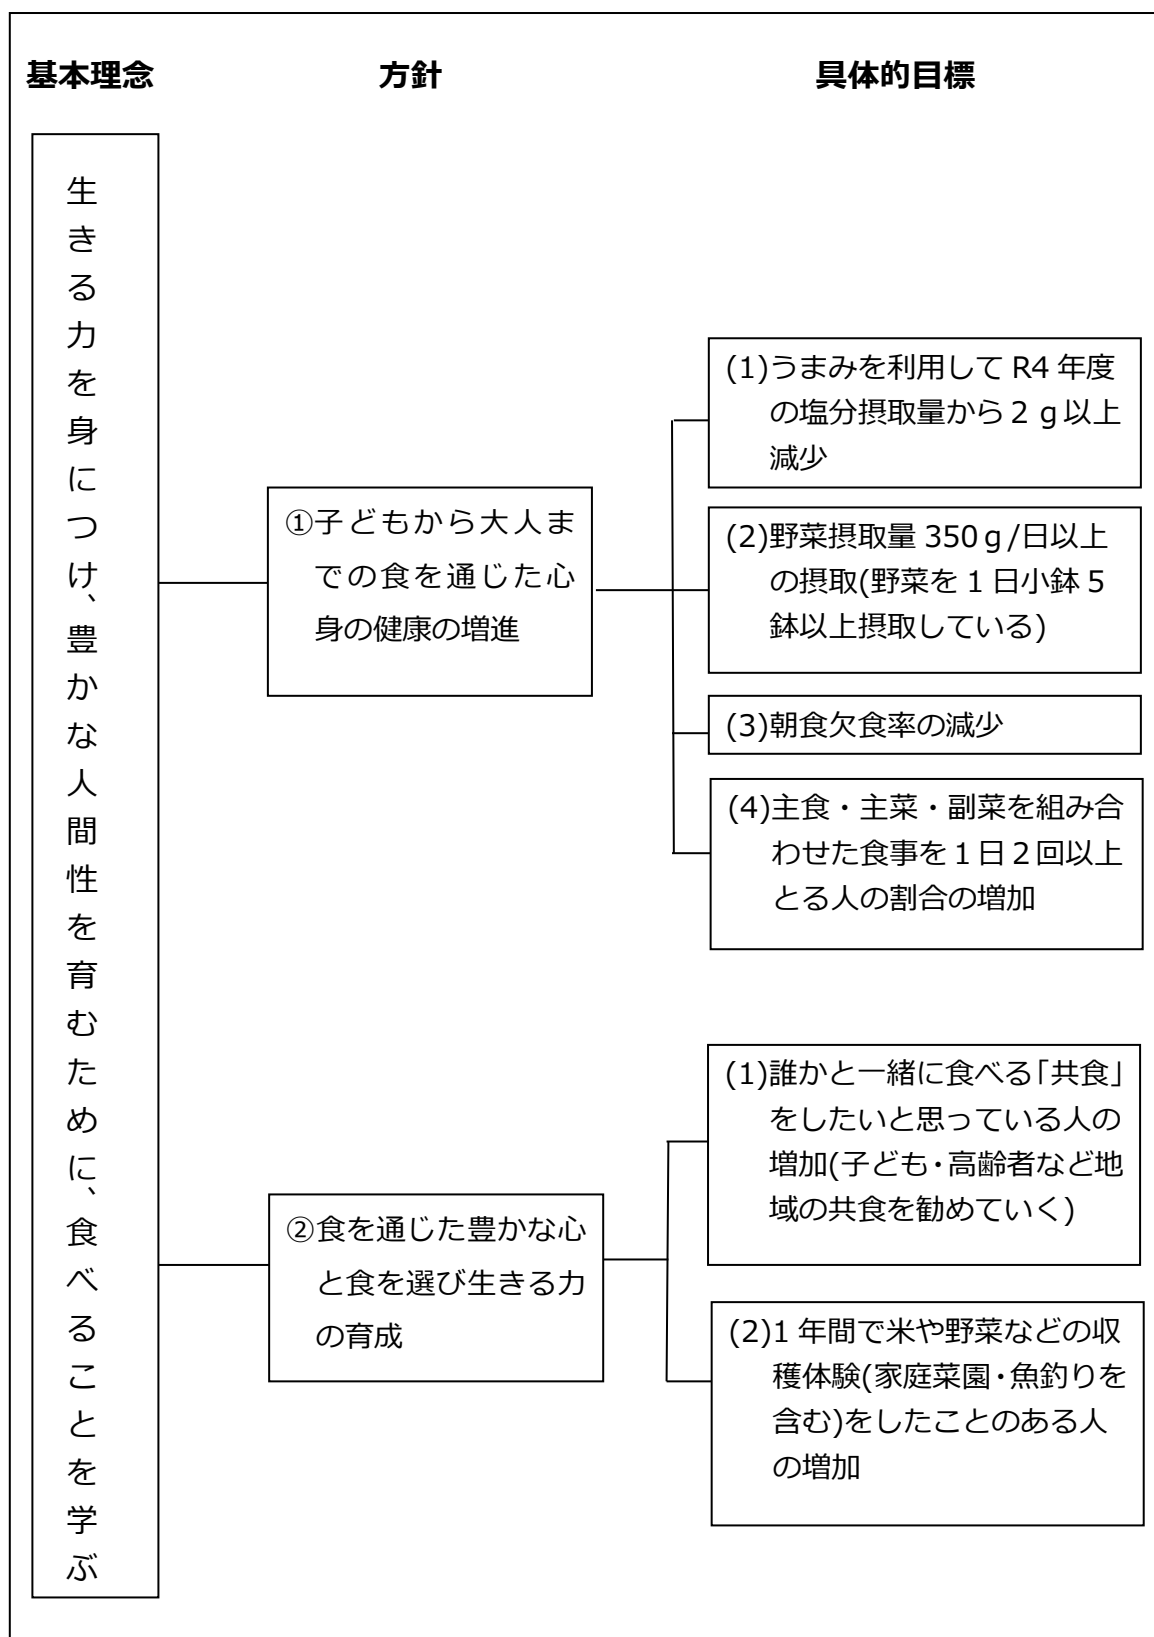 基本理念 方針 具体的目標
生きる力を身につけ、豊かな人間性を育むために、食べることを学ぶ
①子どもから大人ま
での食を通じた心
身の健康の増進
(1)うまみを利用して R4 年度
の塩分摂取量から 2 g 以上
減少
(2)野菜摂取量 350g/日以上
の摂取(野菜を 1 日小鉢 5
鉢以上摂取している)
(3)朝食欠食率の減少
(4)主食・主菜・副菜を組み合
わせた食事を 1 日 2 回以上
とる人の割合の増加
②食を通じた豊かな心
と食を選び生きる力
の育成
(1)誰かと一緒に食べる「共食」
をしたいと思っている人の
増加(子ども・高齢者など地
域の共食を勧めていく)
(2)1 年間で米や野菜などの収
穫体験(家庭菜園・魚釣りを
含む)をしたことのある人
の増加